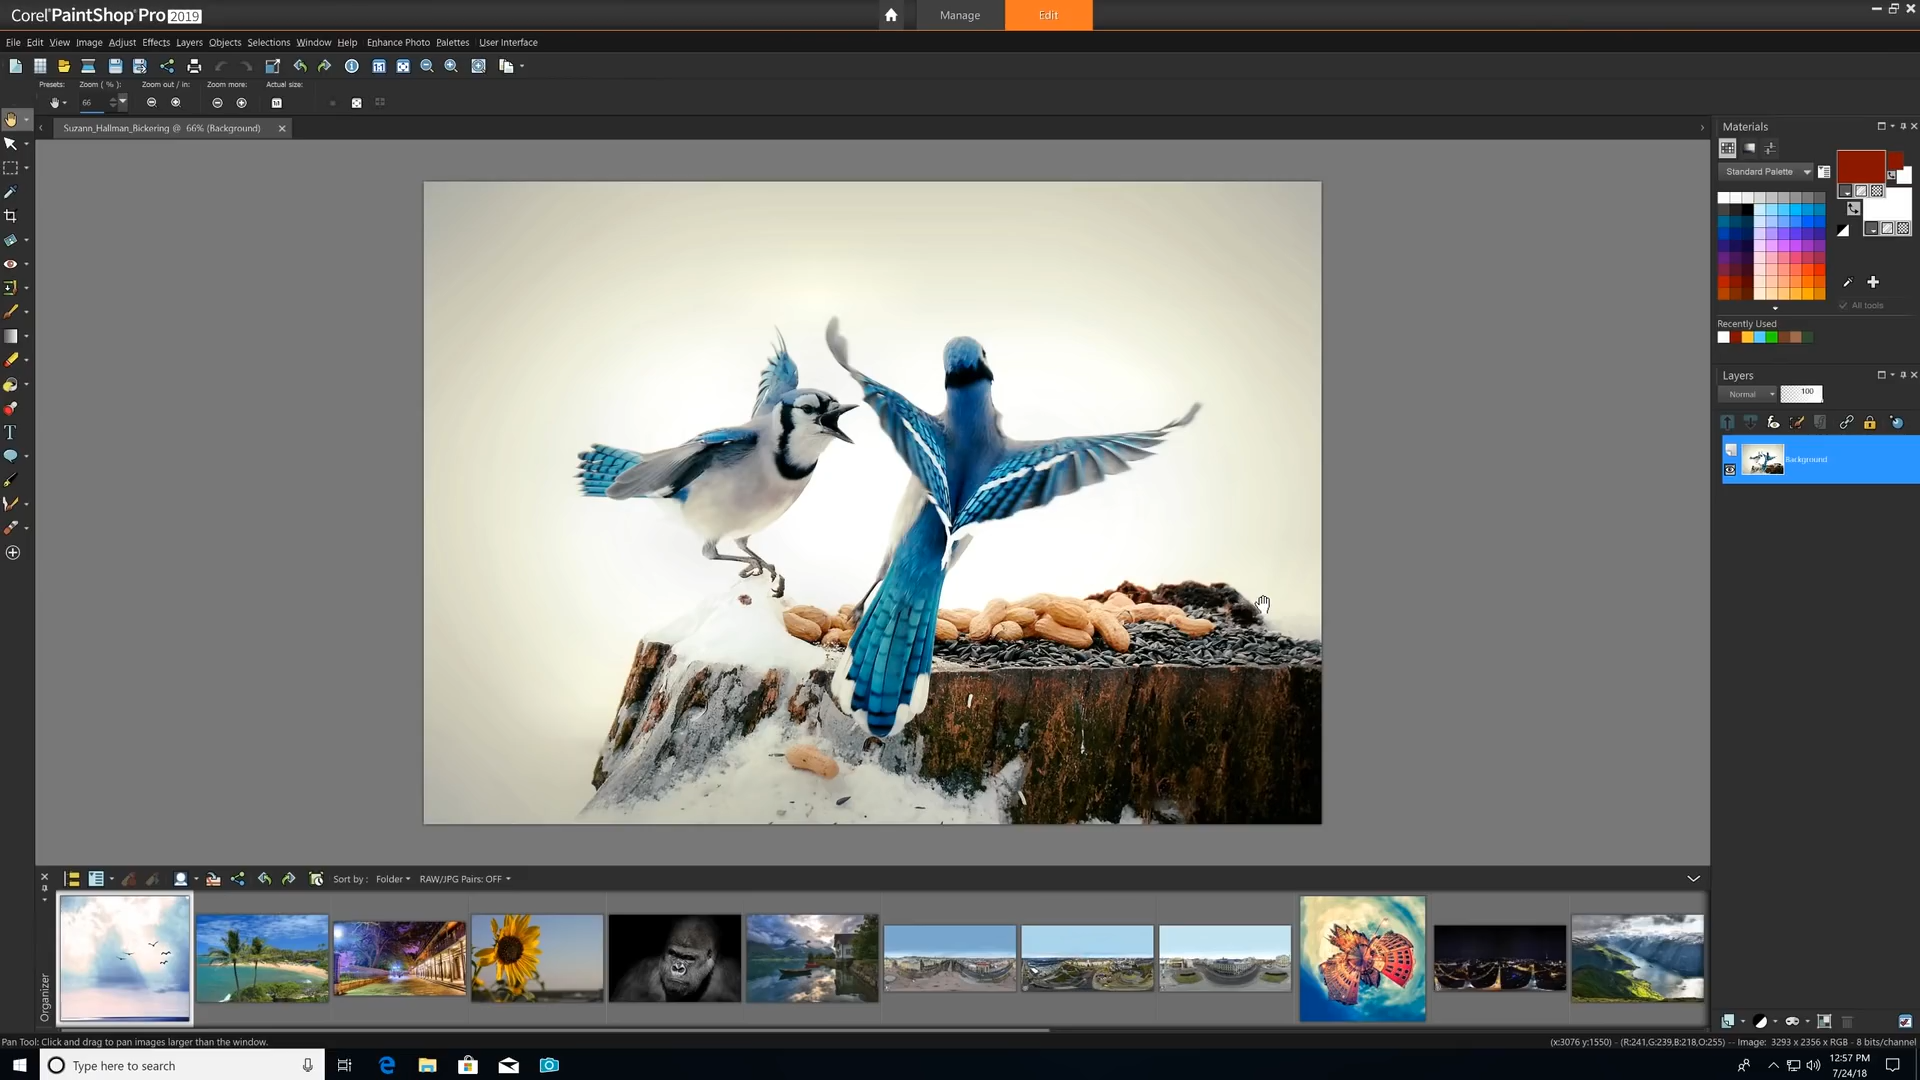 Corel PaintShop Pro 2019
Manage
Edit
File Edit View Image Adjust Effects Layers Objects Selections Window Help Enhance Photo Palettes User Interface
Presets: Zoom ( % ): Zoom out / in: Zoom more: Actual size:
66
Suzann_Hallman_Bickering @ 66% (Background)
Materials
Standard Palette
All tools
Recently Used
Layers
Normal 100
Background
Sort by : Folder RAW/JPG Pairs: OFF
Organizer
Pan Tool: Click and drag to pan images larger than the window.
(x:3076 y:1550) - (R:241,G:239,B:218,O:255) -- Image: 3293 x 2356 x RGB - 8 bits/channel
Type here to search
12:57 PM
7/24/18